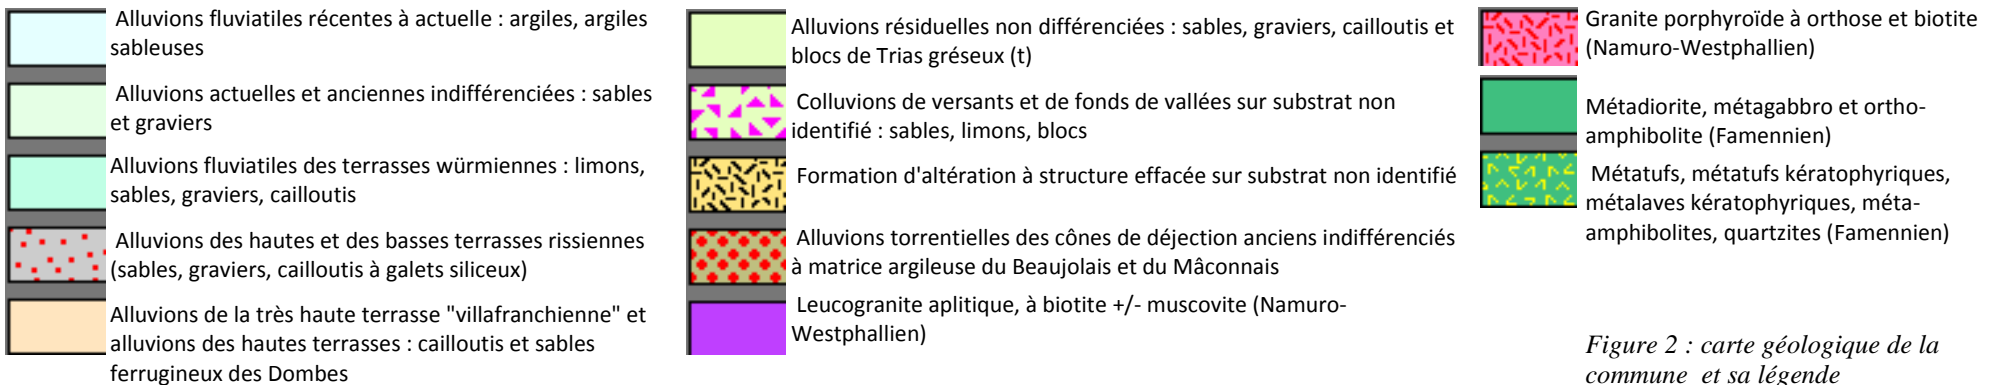 Alluvions fluviatiles récentes à actuelle : argiles, argiles
sableuses
Alluvions actuelles et anciennes indifférenciées : sables
et graviers
Alluvions fluviatiles des terrasses würmiennes : limons,
sables, graviers, cailloutis
Alluvions des hautes et des basses terrasses rissiennes
(sables, graviers, cailloutis à galets siliceux)
Alluvions de la très haute terrasse "villafranchienne" et
alluvions des hautes terrasses : cailloutis et sables
ferrugineux des Dombes
Alluvions résiduelles non différenciées : sables, graviers, cailloutis et
blocs de Trias gréseux (t)
Colluvions de versants et de fonds de vallées sur substrat non
identifié : sables, limons, blocs
Formation d'altération à structure effacée sur substrat non identifié
Alluvions torrentielles des cônes de déjection anciens indifférenciés
à matrice argileuse du Beaujolais et du Mâconnais
Leucogranite aplitique, à biotite +/- muscovite (Namuro-
Westphallien)
Granite porphyroïde à orthose et biotite
(Namuro-Westphallien)
Métadiorite, métagabbro et ortho-
amphibolite (Famennien)
Métatufs, métatufs kératophyriques,
métalaves kératophyriques, méta-
amphibolites, quartzites (Famennien)
Figure 2 : carte géologique de la
commune et sa légende